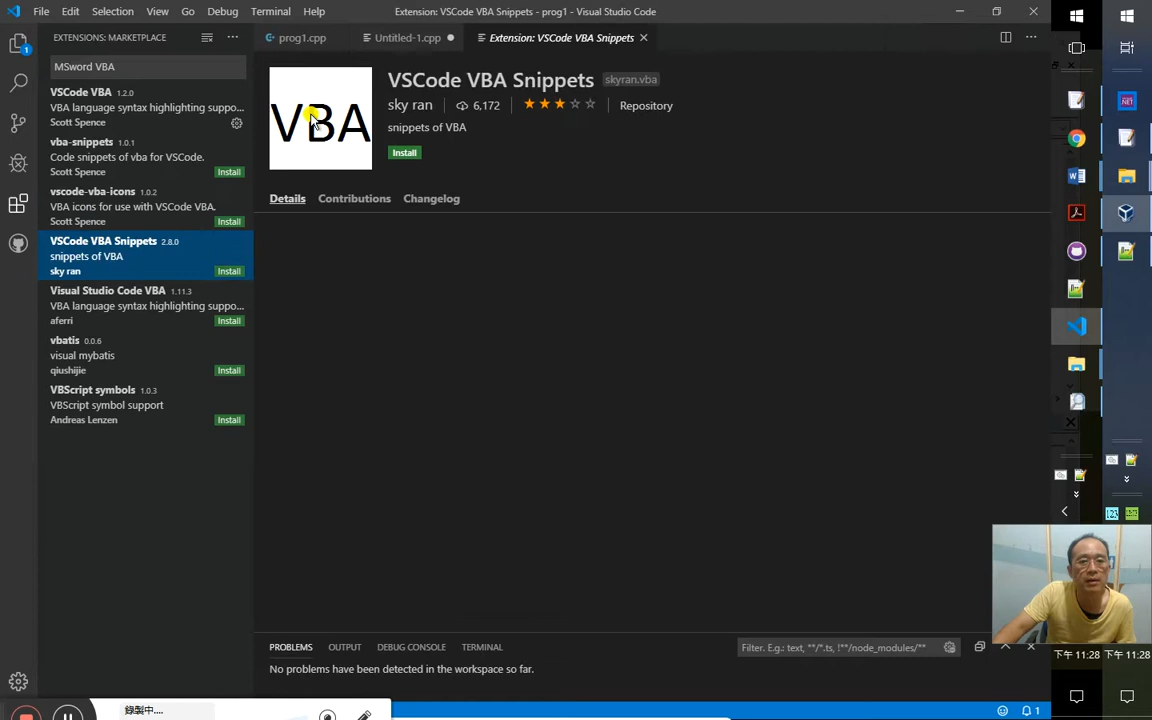 File Edit Selection View Go Debug Terminal Help
Extension: VSCode VBA Snippets - prog1 - Visual Studio Code
EXTENSIONS: MARKETPLACE
prog1.cpp
Untitled-1.cpp
Extension: VSCode VBA Snippets
1
MSword VBA
VSCode VBA 1.2.0
VBA language syntax highlighting suppo...
Scott Spence
vba-snippets 1.0.1
Code snippets of vba for VSCode.
Scott Spence Install
vscode-vba-icons 1.0.2
VBA icons for use with VSCode VBA.
Scott Spence Install
VSCode VBA Snippets 2.8.0
snippets of VBA
sky ran Install
Visual Studio Code VBA 1.11.3
VBA language syntax highlighting suppo...
aferri Install
vbatis 0.0.6
visual mybatis
qiushijie Install
VBScript symbols 1.0.3
VBScript symbol support
Andreas Lenzen Install
VBA
VSCode VBA Snippets skyran.vba
sky ran 6,172 Repository
snippets of VBA
Install
Details Contributions Changelog
PROBLEMS OUTPUT DEBUG CONSOLE TERMINAL
Filter. E.g.: text, **/*.ts, !**/node_modules/**
No problems have been detected in the workspace so far.
下午 11:28 下午 11:28
錄製中....
1